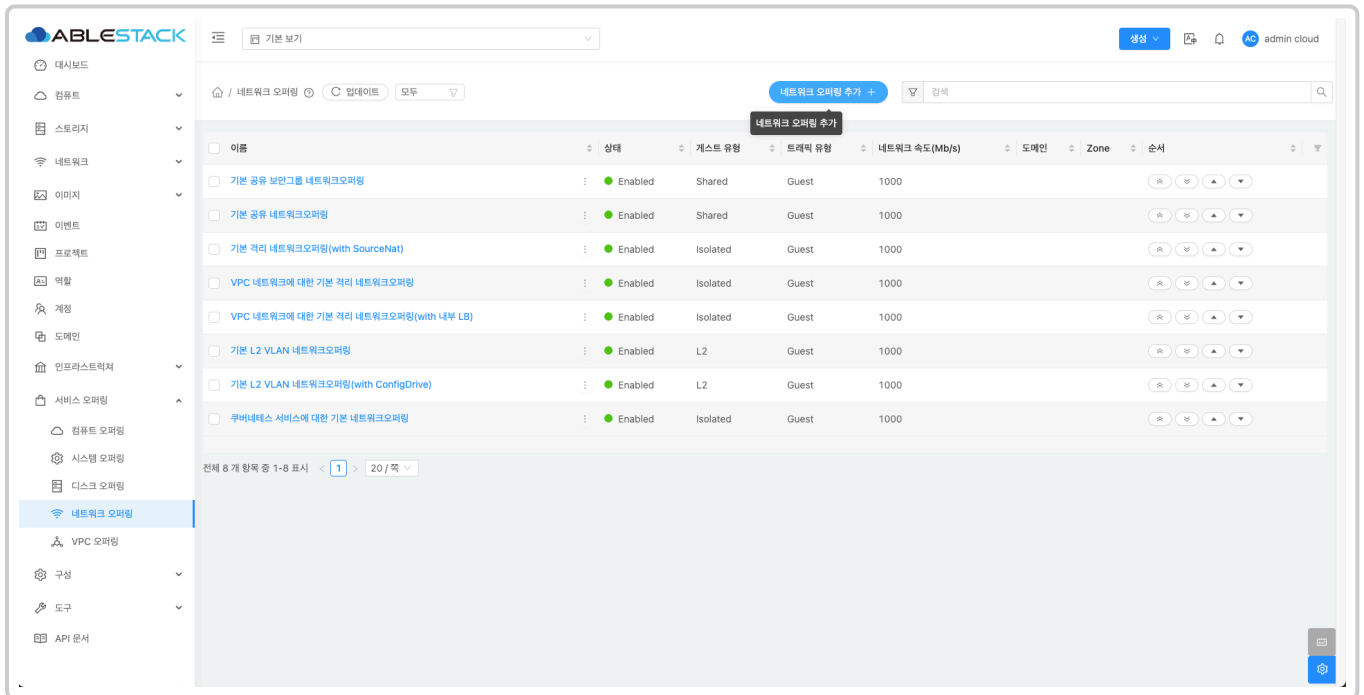 ABLESTACK
기본 보기
생성
AC admin cloud
대시보드
컴퓨트
스토리지
네트워크
이미지
이벤트
프로젝트
역할
계정
도메인
인프라스트럭쳐
서비스 오퍼링
컴퓨트 오퍼링
시스템 오퍼링
디스크 오퍼링
네트워크 오퍼링
VPC 오퍼링
구성
도구
API 문서
/ 네트워크 오퍼링 업데이트 모두
네트워크 오퍼링 추가 + 검색
네트워크 오퍼링 추가
이름 상태 게스트 유형 트래픽 유형 네트워크 속도(Mb/s) 도메인 Zone 순서
기본 공유 보안그룹 네트워크오퍼링 Enabled Shared Guest 1000
기본 공유 네트워크오퍼링 Enabled Shared Guest 1000
기본 격리 네트워크오퍼링(with SourceNat) Enabled Isolated Guest 1000
VPC 네트워크에 대한 기본 격리 네트워크오퍼링 Enabled Isolated Guest 1000
VPC 네트워크에 대한 기본 격리 네트워크오퍼링(with 내부 LB) Enabled Isolated Guest 1000
기본 L2 VLAN 네트워크오퍼링 Enabled L2 Guest 1000
기본 L2 VLAN 네트워크오퍼링(with ConfigDrive) Enabled L2 Guest 1000
쿠버네티스 서비스에 대한 기본 네트워크오퍼링 Enabled Isolated Guest 1000
전체 8 개 항목 중 1-8 표시 < 1 > 20 / 쪽